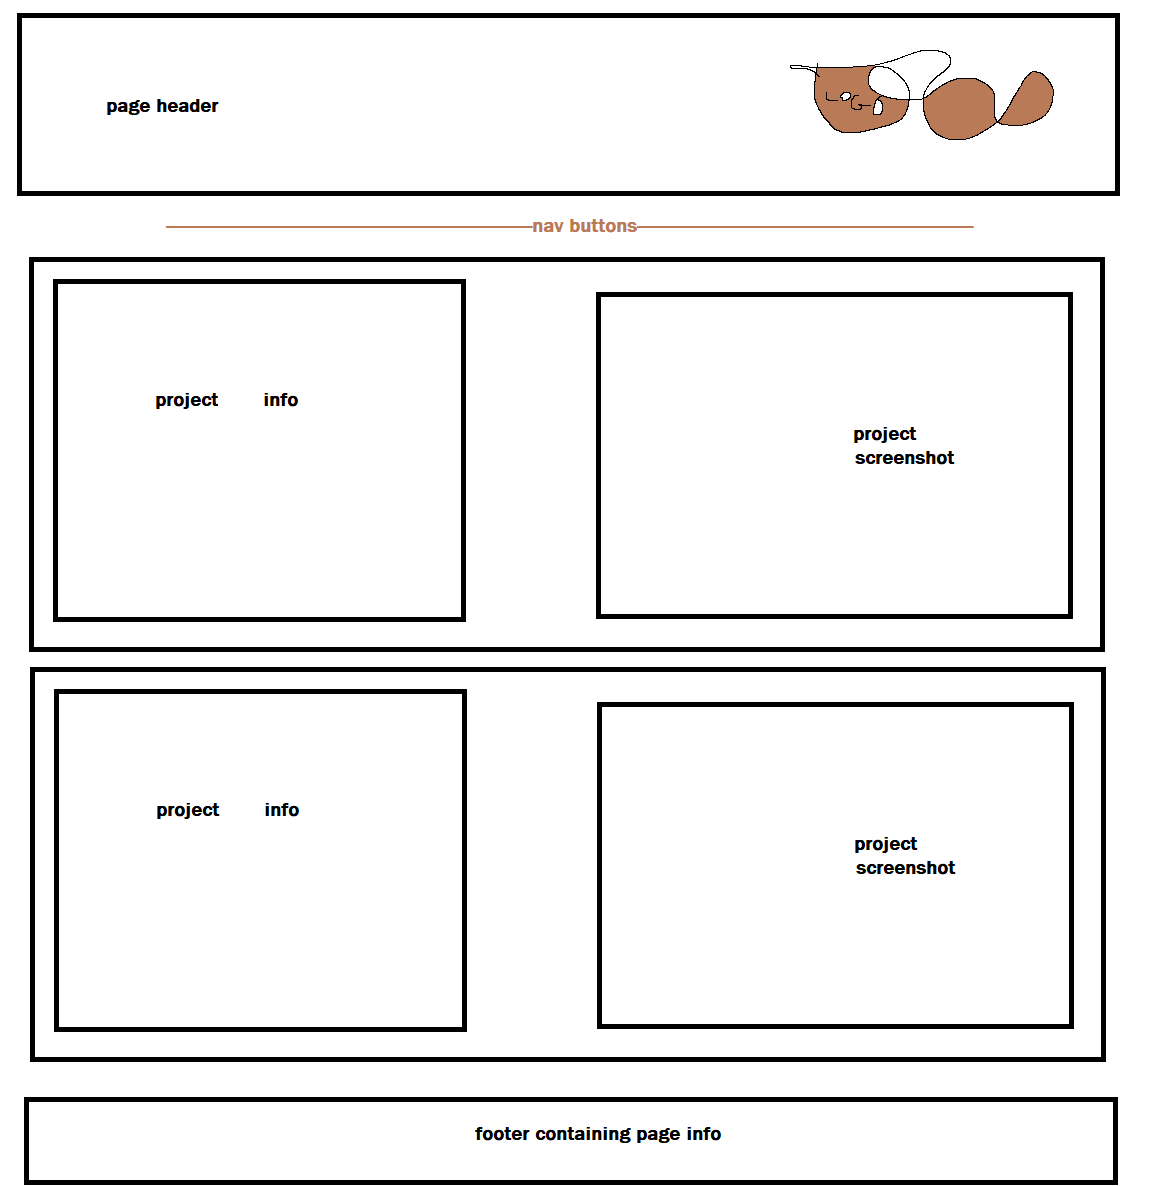 page header
LOGO
nav buttons
project info
project
screenshot
project info
project
screenshot
footer containing page info